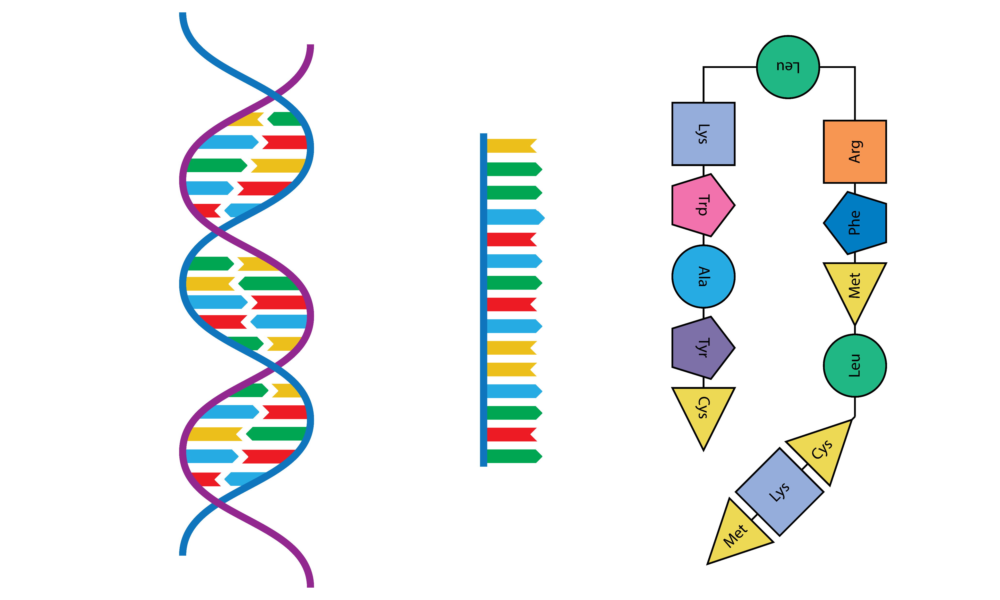 Leu
Lys
Trp
Ala
Tyr
Cys
Arg
Phe
Met
Leu
Cys
Lys
Met